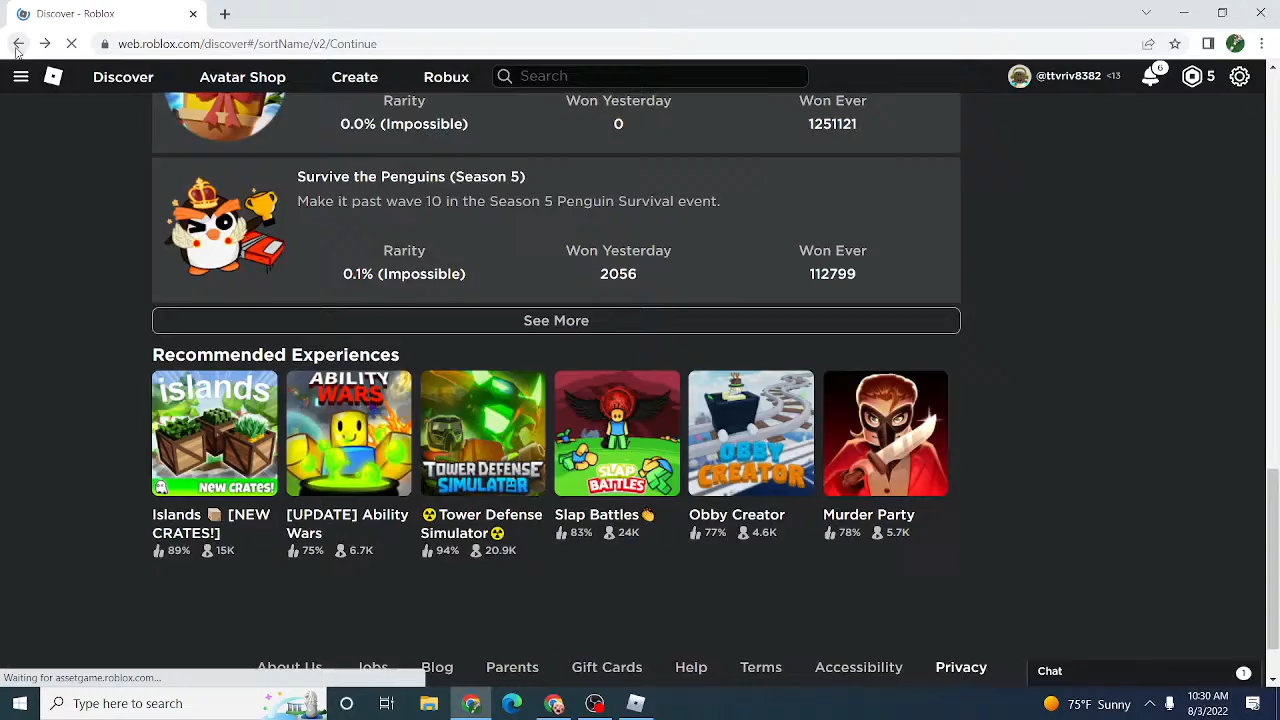 Discover - Roblox
web.roblox.com/discover#/sortName/v2/Continue
Discover Avatar Shop Create Robux Search @ttvriv8382 <13 6 5
Rarity Won Yesterday Won Ever
0.0% (Impossible) 0 1251121
Survive the Penguins (Season 5)
Make it past wave 10 in the Season 5 Penguin Survival event.
Rarity Won Yesterday Won Ever
0.1% (Impossible) 2056 112799
See More
Recommended Experiences
islands
NEW CRATES!
ABILITY
WARS
TOWER DEFENSE
SIMULATOR
SLAP
BATTLES
OBBY
CREATOR
Islands 📦 [NEW
CRATES!]
89% 15K
[UPDATE] Ability
Wars
75% 6.7K
☢Tower Defense
Simulator☢
94% 20.9K
Slap Battles👏
83% 24K
Obby Creator
77% 4.6K
Murder Party
78% 5.7K
About Us Jobs Blog Parents Gift Cards Help Terms Accessibility Privacy
Chat 1
Waiting for assetgame.roblox.com...
Type here to search
75°F Sunny
10:30 AM
8/3/2022